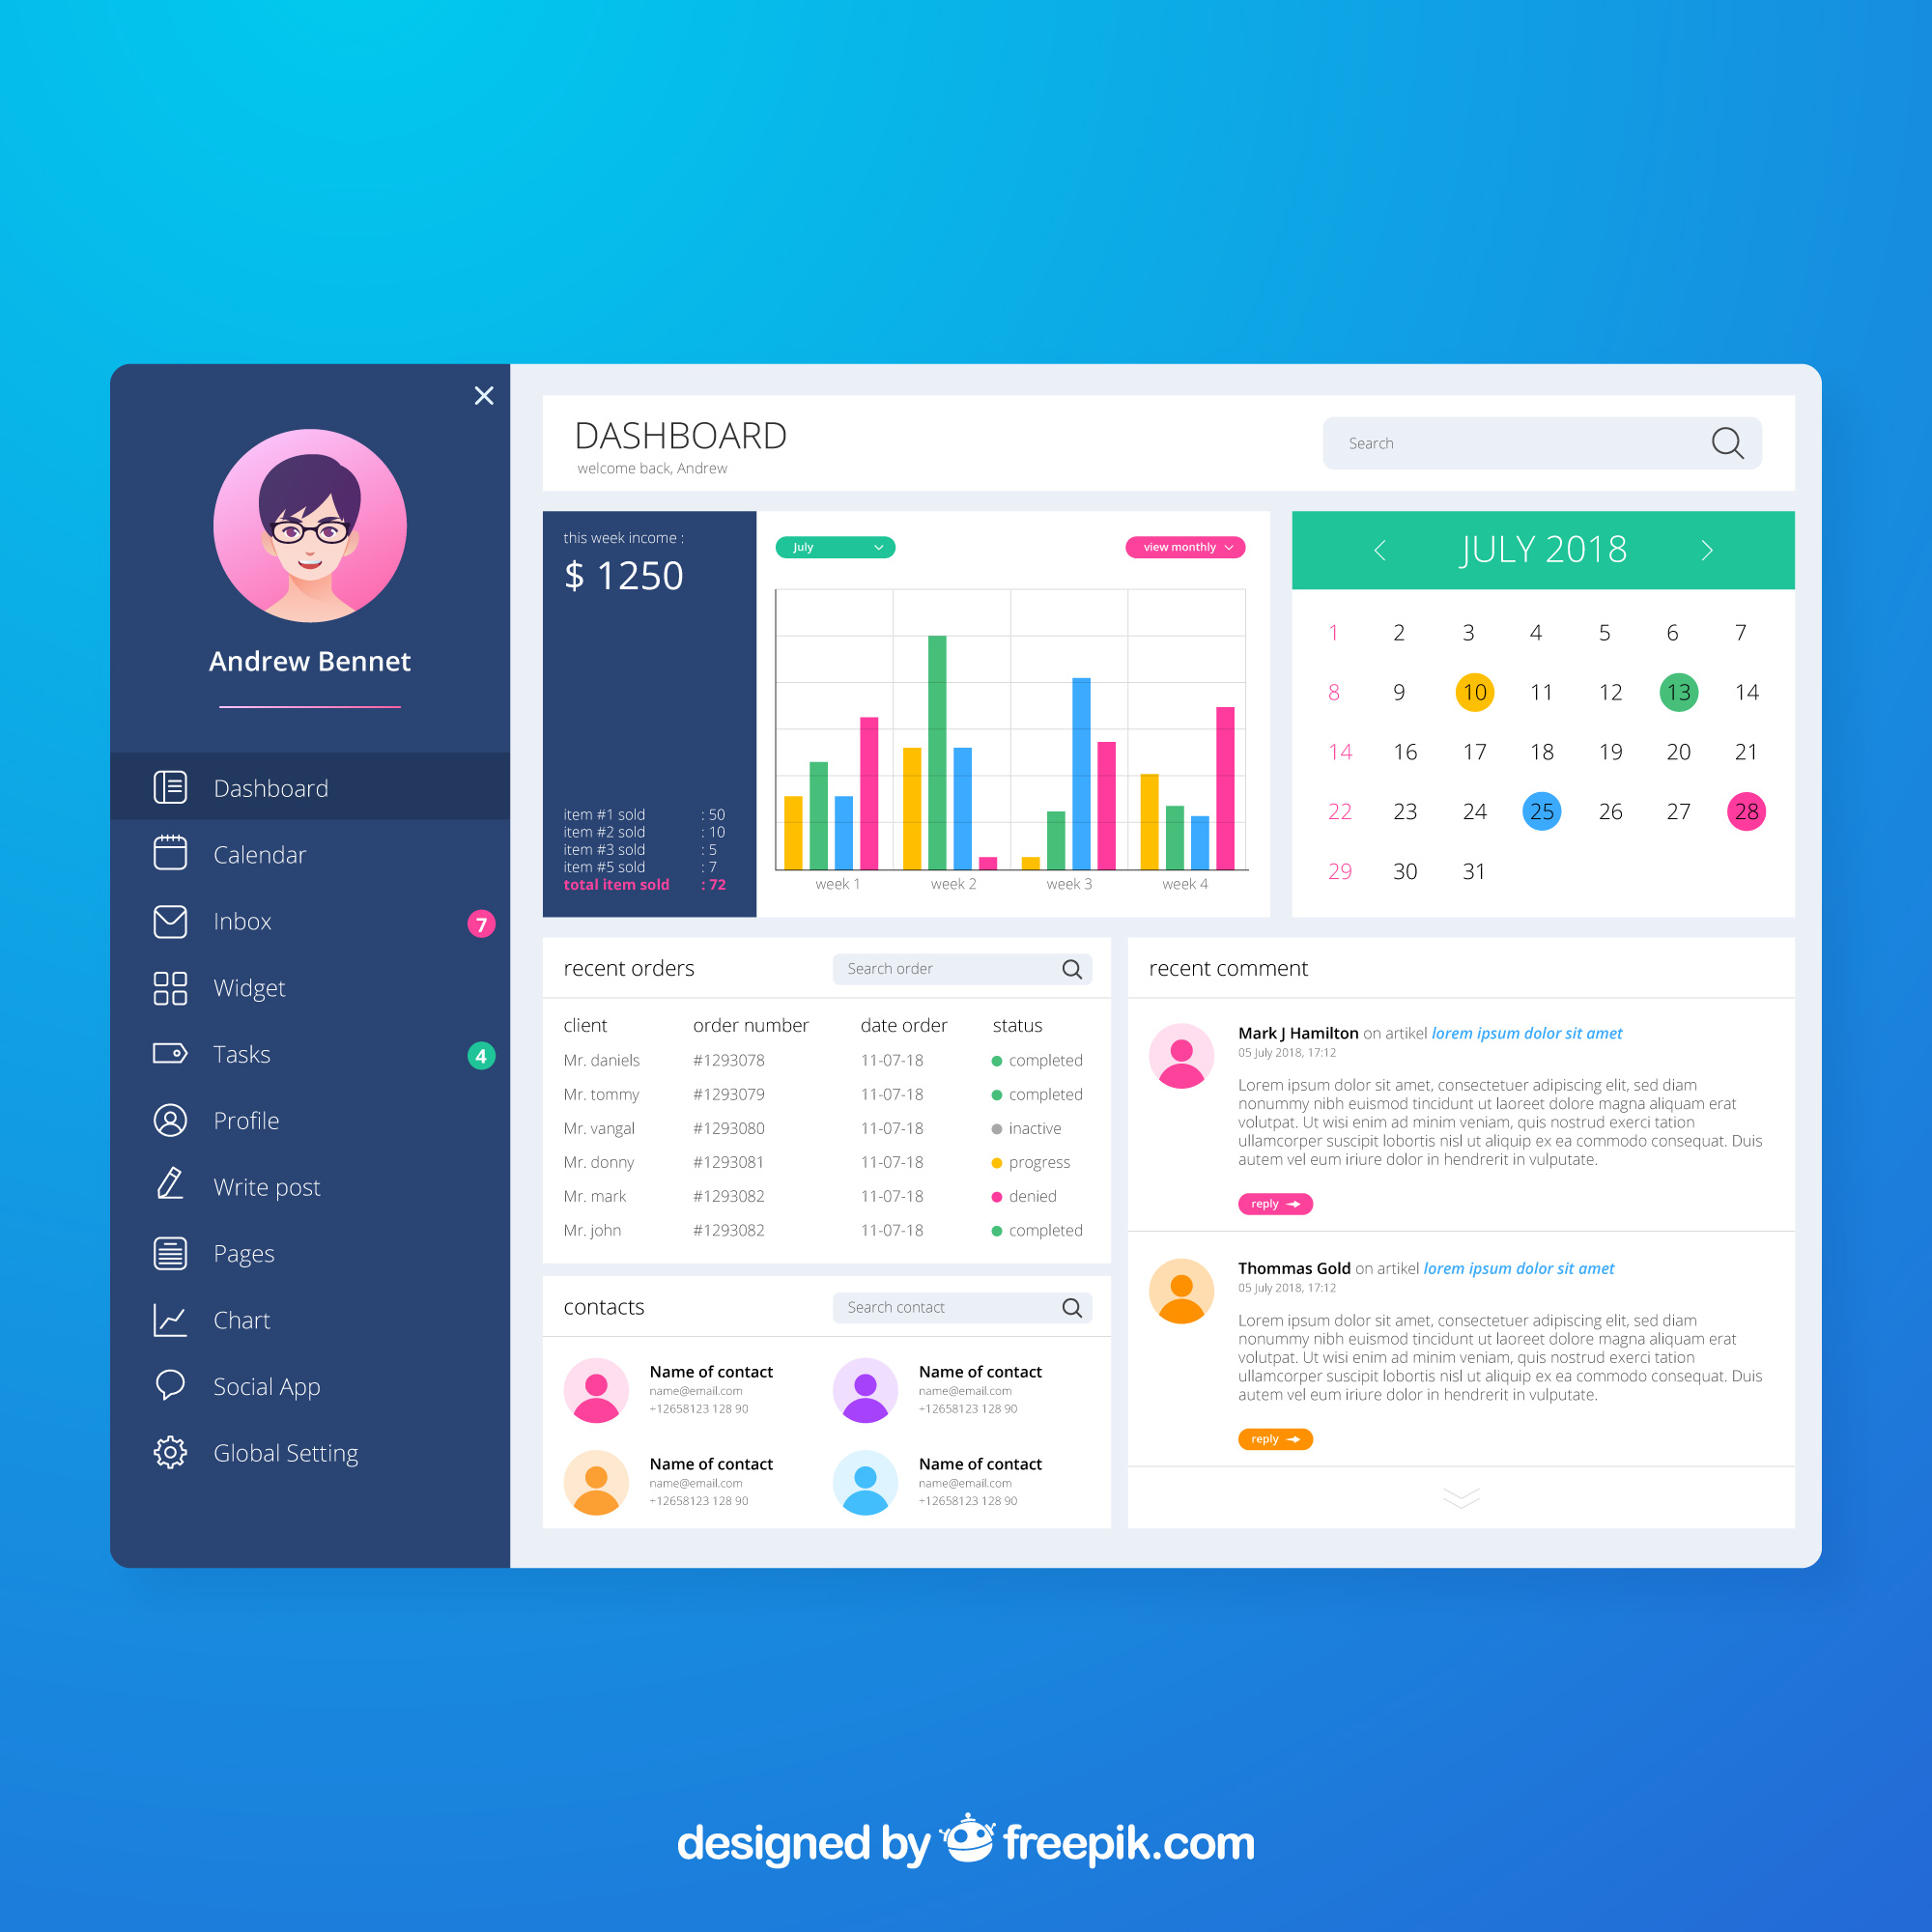 Andrew Bennet
Dashboard
Calendar
Inbox 7
Widget
Tasks 4
Profile
Write post
Pages
Chart
Social App
Global Setting
DASHBOARD
welcome back, Andrew
Search
this week income :
$ 1250
item #1 sold : 50
item #2 sold : 10
item #3 sold : 5
item #5 sold : 7
total item sold : 72
July
view monthly
week 1 week 2 week 3 week 4
JULY 2018
1 2 3 4 5 6 7
8 9 10 11 12 13 14
14 16 17 18 19 20 21
22 23 24 25 26 27 28
29 30 31
recent orders
Search order
client order number date order status
Mr. daniels #1293078 11-07-18 completed
Mr. tommy #1293079 11-07-18 completed
Mr. vangal #1293080 11-07-18 inactive
Mr. donny #1293081 11-07-18 progress
Mr. mark #1293082 11-07-18 denied
Mr. john #1293082 11-07-18 completed
contacts
Search contact
Name of contact
name@email.com
+12658123 128 90
Name of contact
name@email.com
+12658123 128 90
Name of contact
name@email.com
+12658123 128 90
Name of contact
name@email.com
+12658123 128 90
recent comment
Mark J Hamilton on artikel lorem ipsum dolor sit amet
05 July 2018, 17:12
Lorem ipsum dolor sit amet, consectetuer adipiscing elit, sed diam
nonummy nibh euismod tincidunt ut laoreet dolore magna aliquam erat
volutpat. Ut wisi enim ad minim veniam, quis nostrud exerci tation
ullamcorper suscipit lobortis nisl ut aliquip ex ea commodo consequat. Duis
autem vel eum iriure dolor in hendrerit in vulputate.
reply
Thommas Gold on artikel lorem ipsum dolor sit amet
05 July 2018, 17:12
Lorem ipsum dolor sit amet, consectetuer adipiscing elit, sed diam
nonummy nibh euismod tincidunt ut laoreet dolore magna aliquam erat
volutpat. Ut wisi enim ad minim veniam, quis nostrud exerci tation
ullamcorper suscipit lobortis nisl ut aliquip ex ea commodo consequat. Duis
autem vel eum iriure dolor in hendrerit in vulputate.
reply
designed by freepik.com